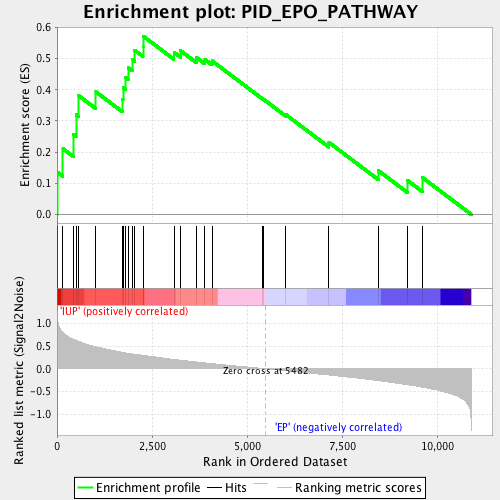 Enrichment plot: PID_EPO_PATHWAY
Enrichment score (ES)
0.6
0.5
0.4
0.3
0.2
0.1
0.0
'IUP' (positively correlated)
Ranked list metric (Signal2Noise)
1.0
0.5
0.0
-0.5
-1.0
Zero cross at 5482
'EP' (negatively correlated)
0
2,500
5,000
7,500
10,000
Rank in Ordered Dataset
Enrichment profile
Hits
Ranking metric scores